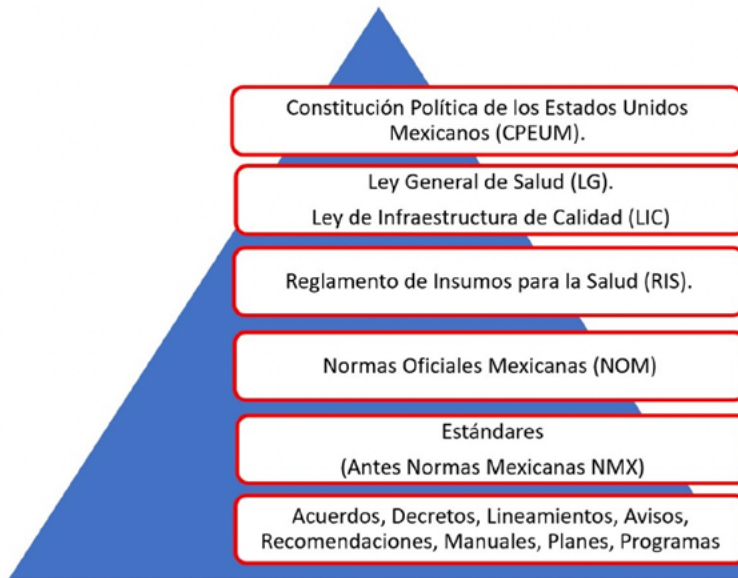 Constitución Política de los Estados Unidos
Mexicanos (CPEUM).
Ley General de Salud (LG).
Ley de Infraestructura de Calidad (LIC)
Reglamento de Insumos para la Salud (RIS).
Normas Oficiales Mexicanas (NOM)
Estándares
(Antes Normas Mexicanas NMX)
Acuerdos, Decretos, Lineamientos, Avisos,
Recomendaciones, Manuales, Planes, Programas